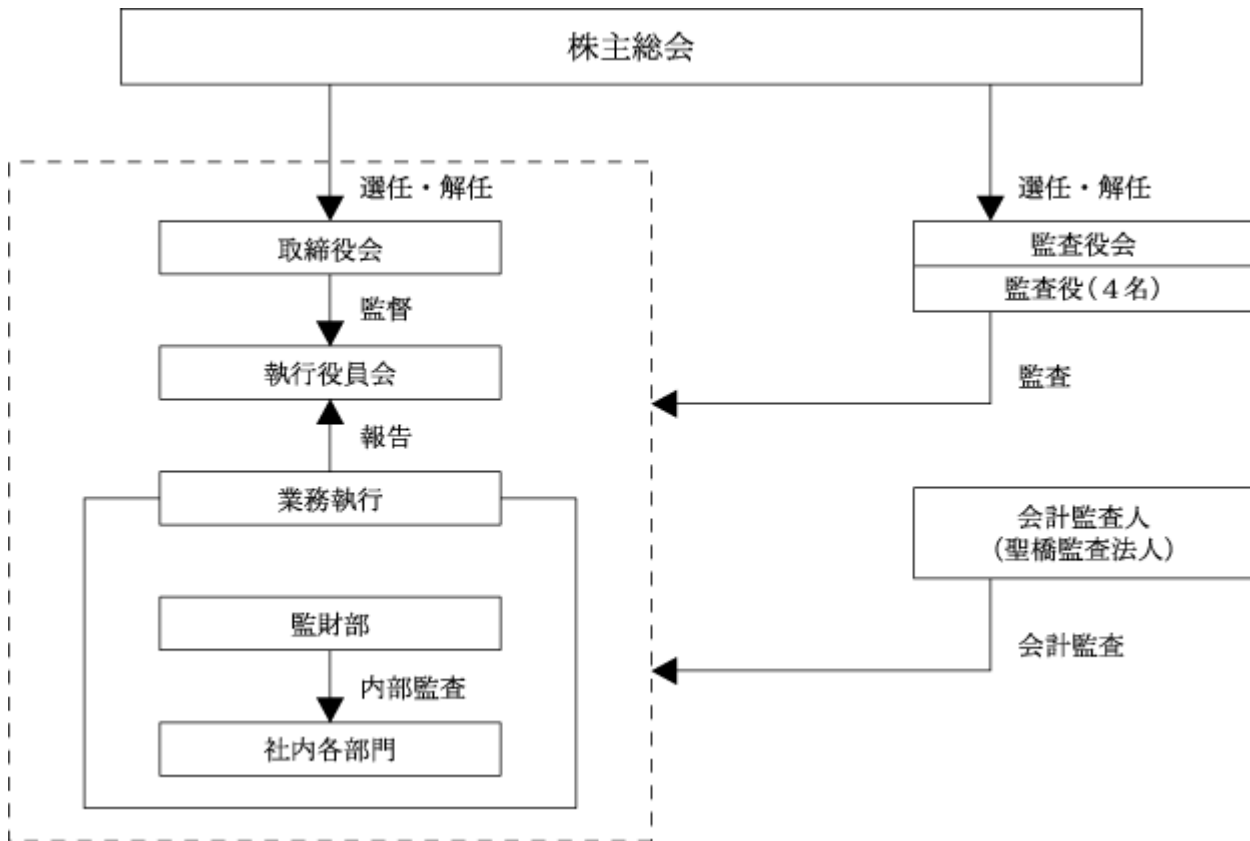 株主総会
選任・解任
選任・解任
取締役会
監査役会
監査役(4名)
監督
執行役員会
監査
報告
業務執行
会計監査人
(聖橋監査法人)
監財部
会計監査
内部監査
社内各部門